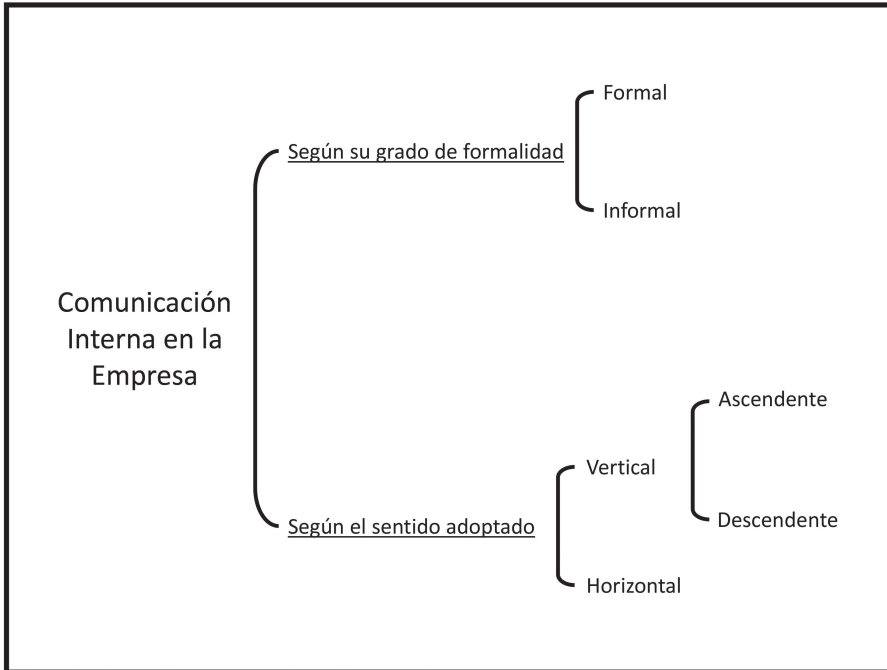 Comunicación
Interna en la
Empresa
Según su grado de formalidad
Formal
Informal
Según el sentido adoptado
Vertical
Ascendente
Descendente
Horizontal